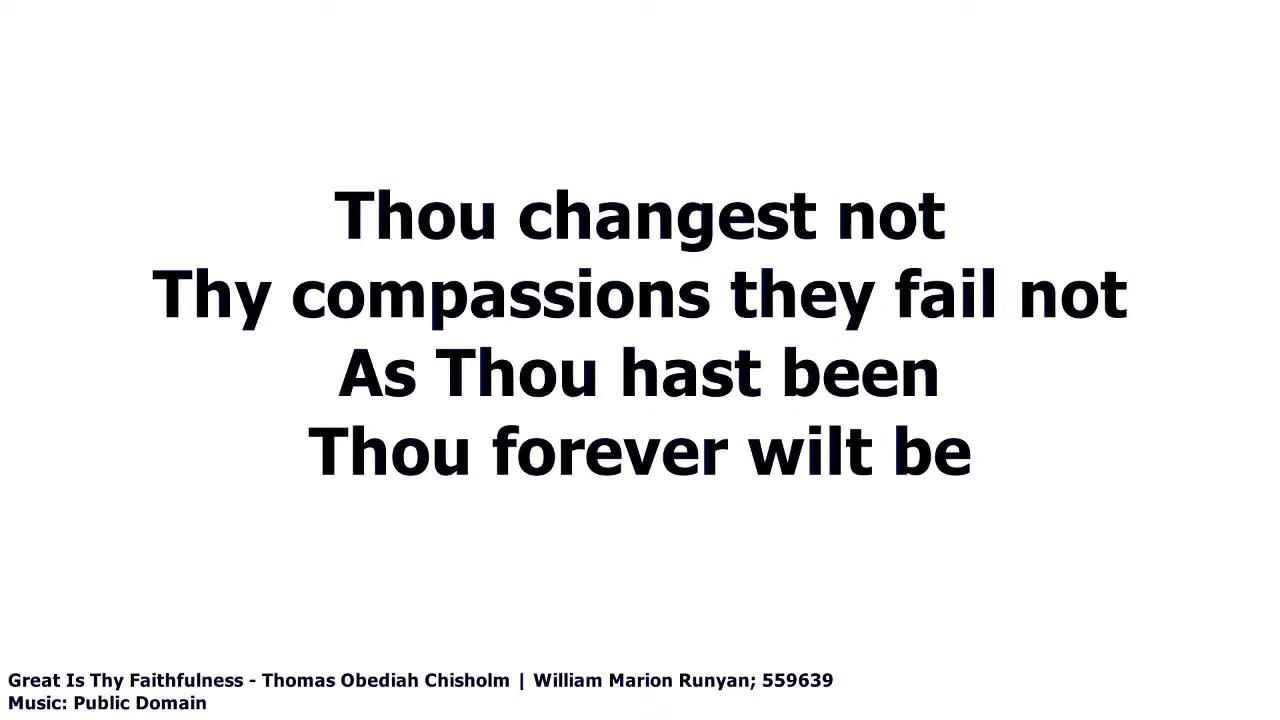 Thou changest not
Thy compassions they fail not
As Thou hast been
Thou forever wilt be
Great Is Thy Faithfulness - Thomas Obediah Chisholm | William Marion Runyan; 559639
Music: Public Domain